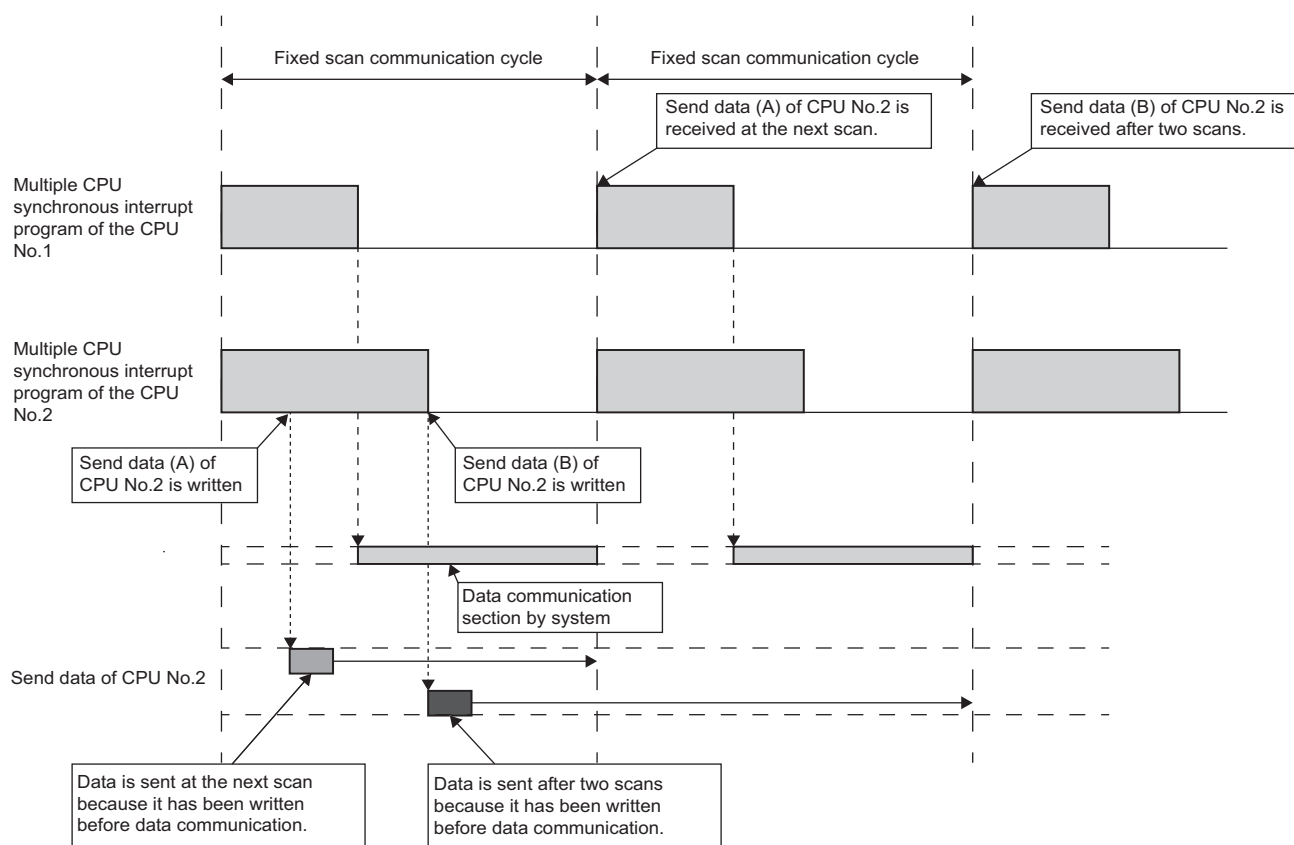 Fixed scan communication cycle
Fixed scan communication cycle
Send data (A) of CPU No.2 is
received at the next scan.
Send data (B) of CPU No.2 is
received after two scans.
Multiple CPU
synchronous interrupt
program of the CPU
No.1
Multiple CPU
synchronous interrupt
program of the CPU
No.2
Send data (A) of
CPU No.2 is written
Send data (B) of
CPU No.2 is written
Data communication
section by system
Send data of CPU No.2
Data is sent at the next scan
because it has been written
before data communication.
Data is sent after two scans
because it has been written
before data communication.